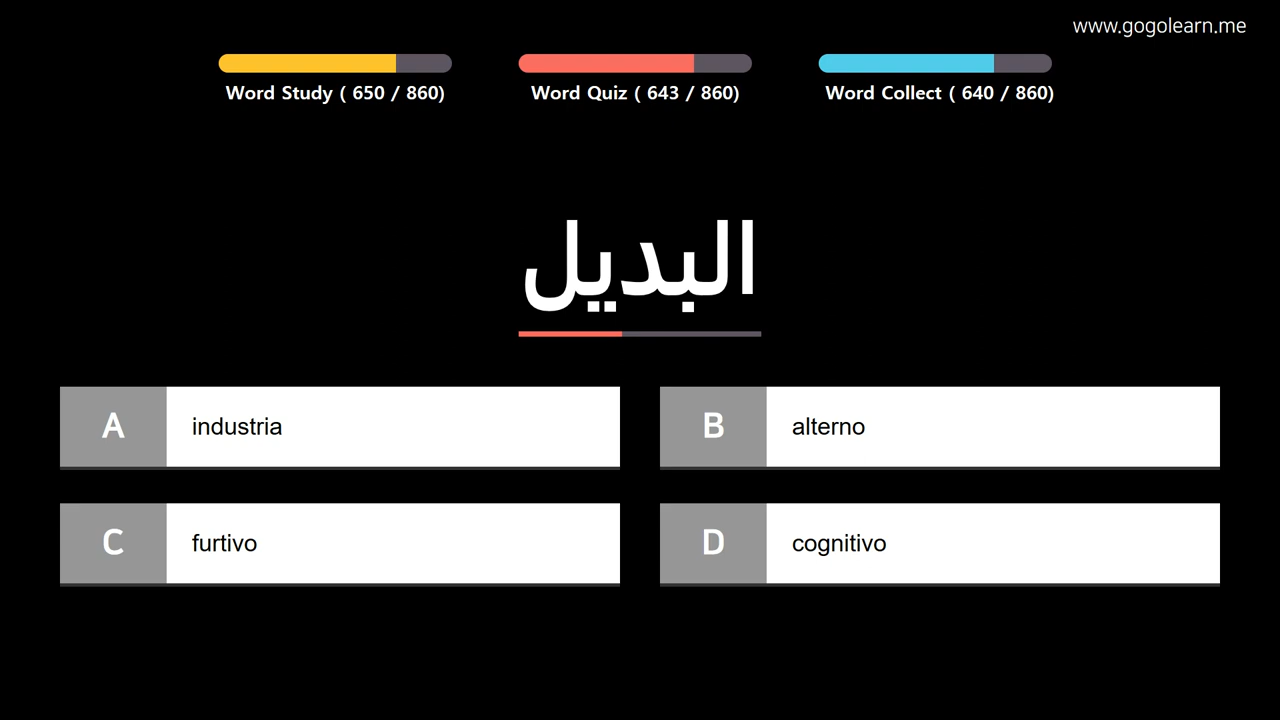 www.gogolearn.me
Word Study ( 650 / 860)
Word Quiz ( 643 / 860)
Word Collect ( 640 / 860)
البديل
A industria
B alterno
C furtivo
D cognitivo